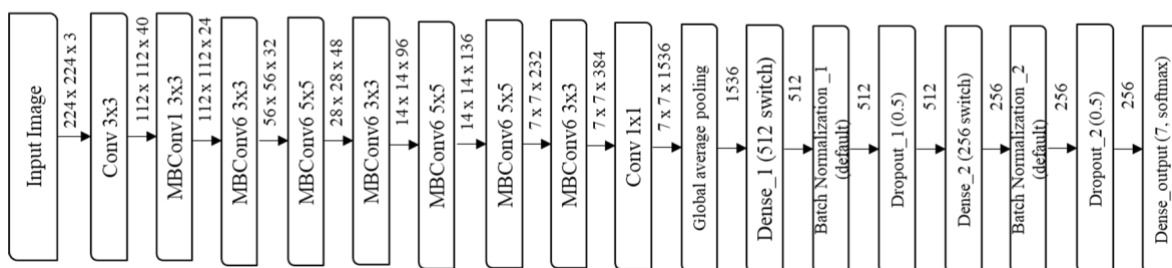 Input Image
224 x 224 x 3
Conv 3x3
112 x 112 x 40
MBConv1 3x3
112 x 112 x 24
MBConv6 3x3
56 x 56 x 32
MBConv6 5x5
28 x 28 x 48
MBConv6 3x3
14 x 14 x 96
MBConv6 5x5
14 x 14 x 136
MBConv6 5x5
7 x 7 x 232
MBConv6 3x3
7 x 7 x 384
Conv 1x1
7 x 7 x 1536
Global average pooling
1536
Dense_1 (512 switch)
512
Batch Normalization _1
(default)
512
Dropout_1 (0.5)
512
Dense_2 (256 switch)
256
Batch Nomalization _2
(default)
256
Dropout_2 (0.5)
256
Dense_output (7, softmax)